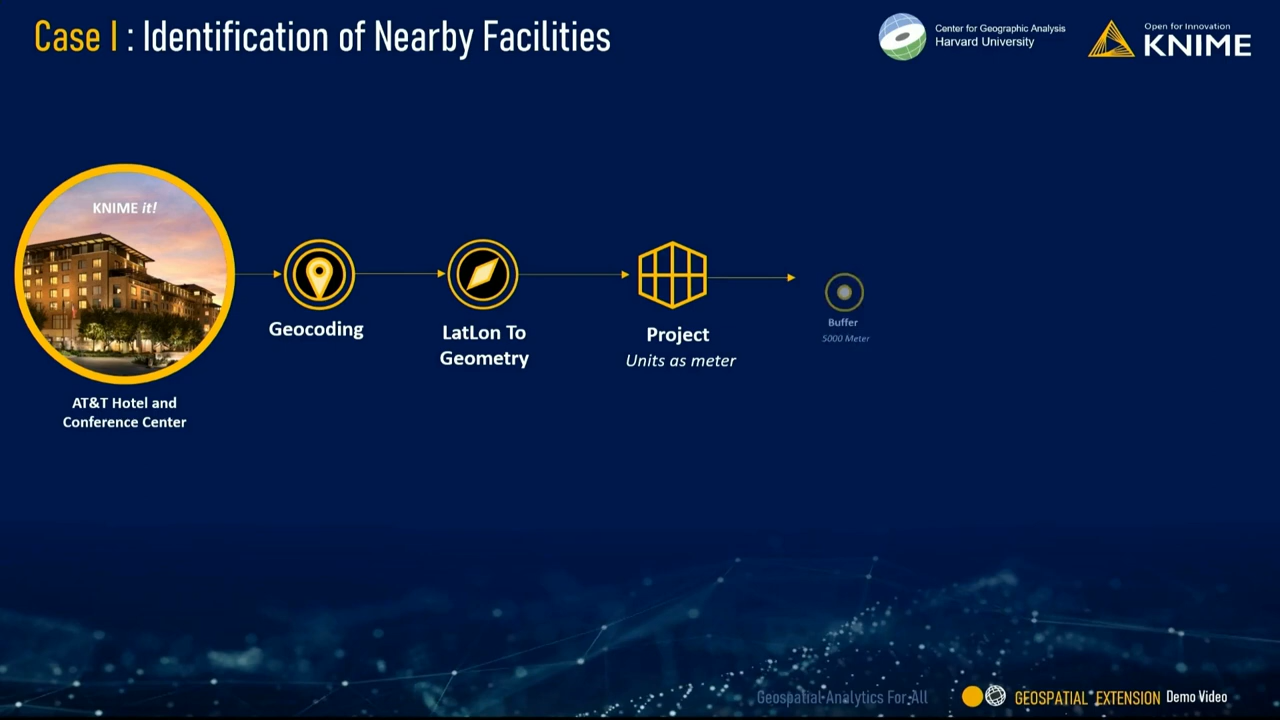 Case I : Identification of Nearby Facilities
Center for Geographic Analysis
Harvard University
Open for Innovation
KNIME
KNIME it!
AT&T Hotel and
Conference Center
Geocoding
LatLon To
Geometry
Project
Units as meter
Buffer
5000 Meter
Geospatial Analytics For All
GEOSPATIAL EXTENSION Demo Video